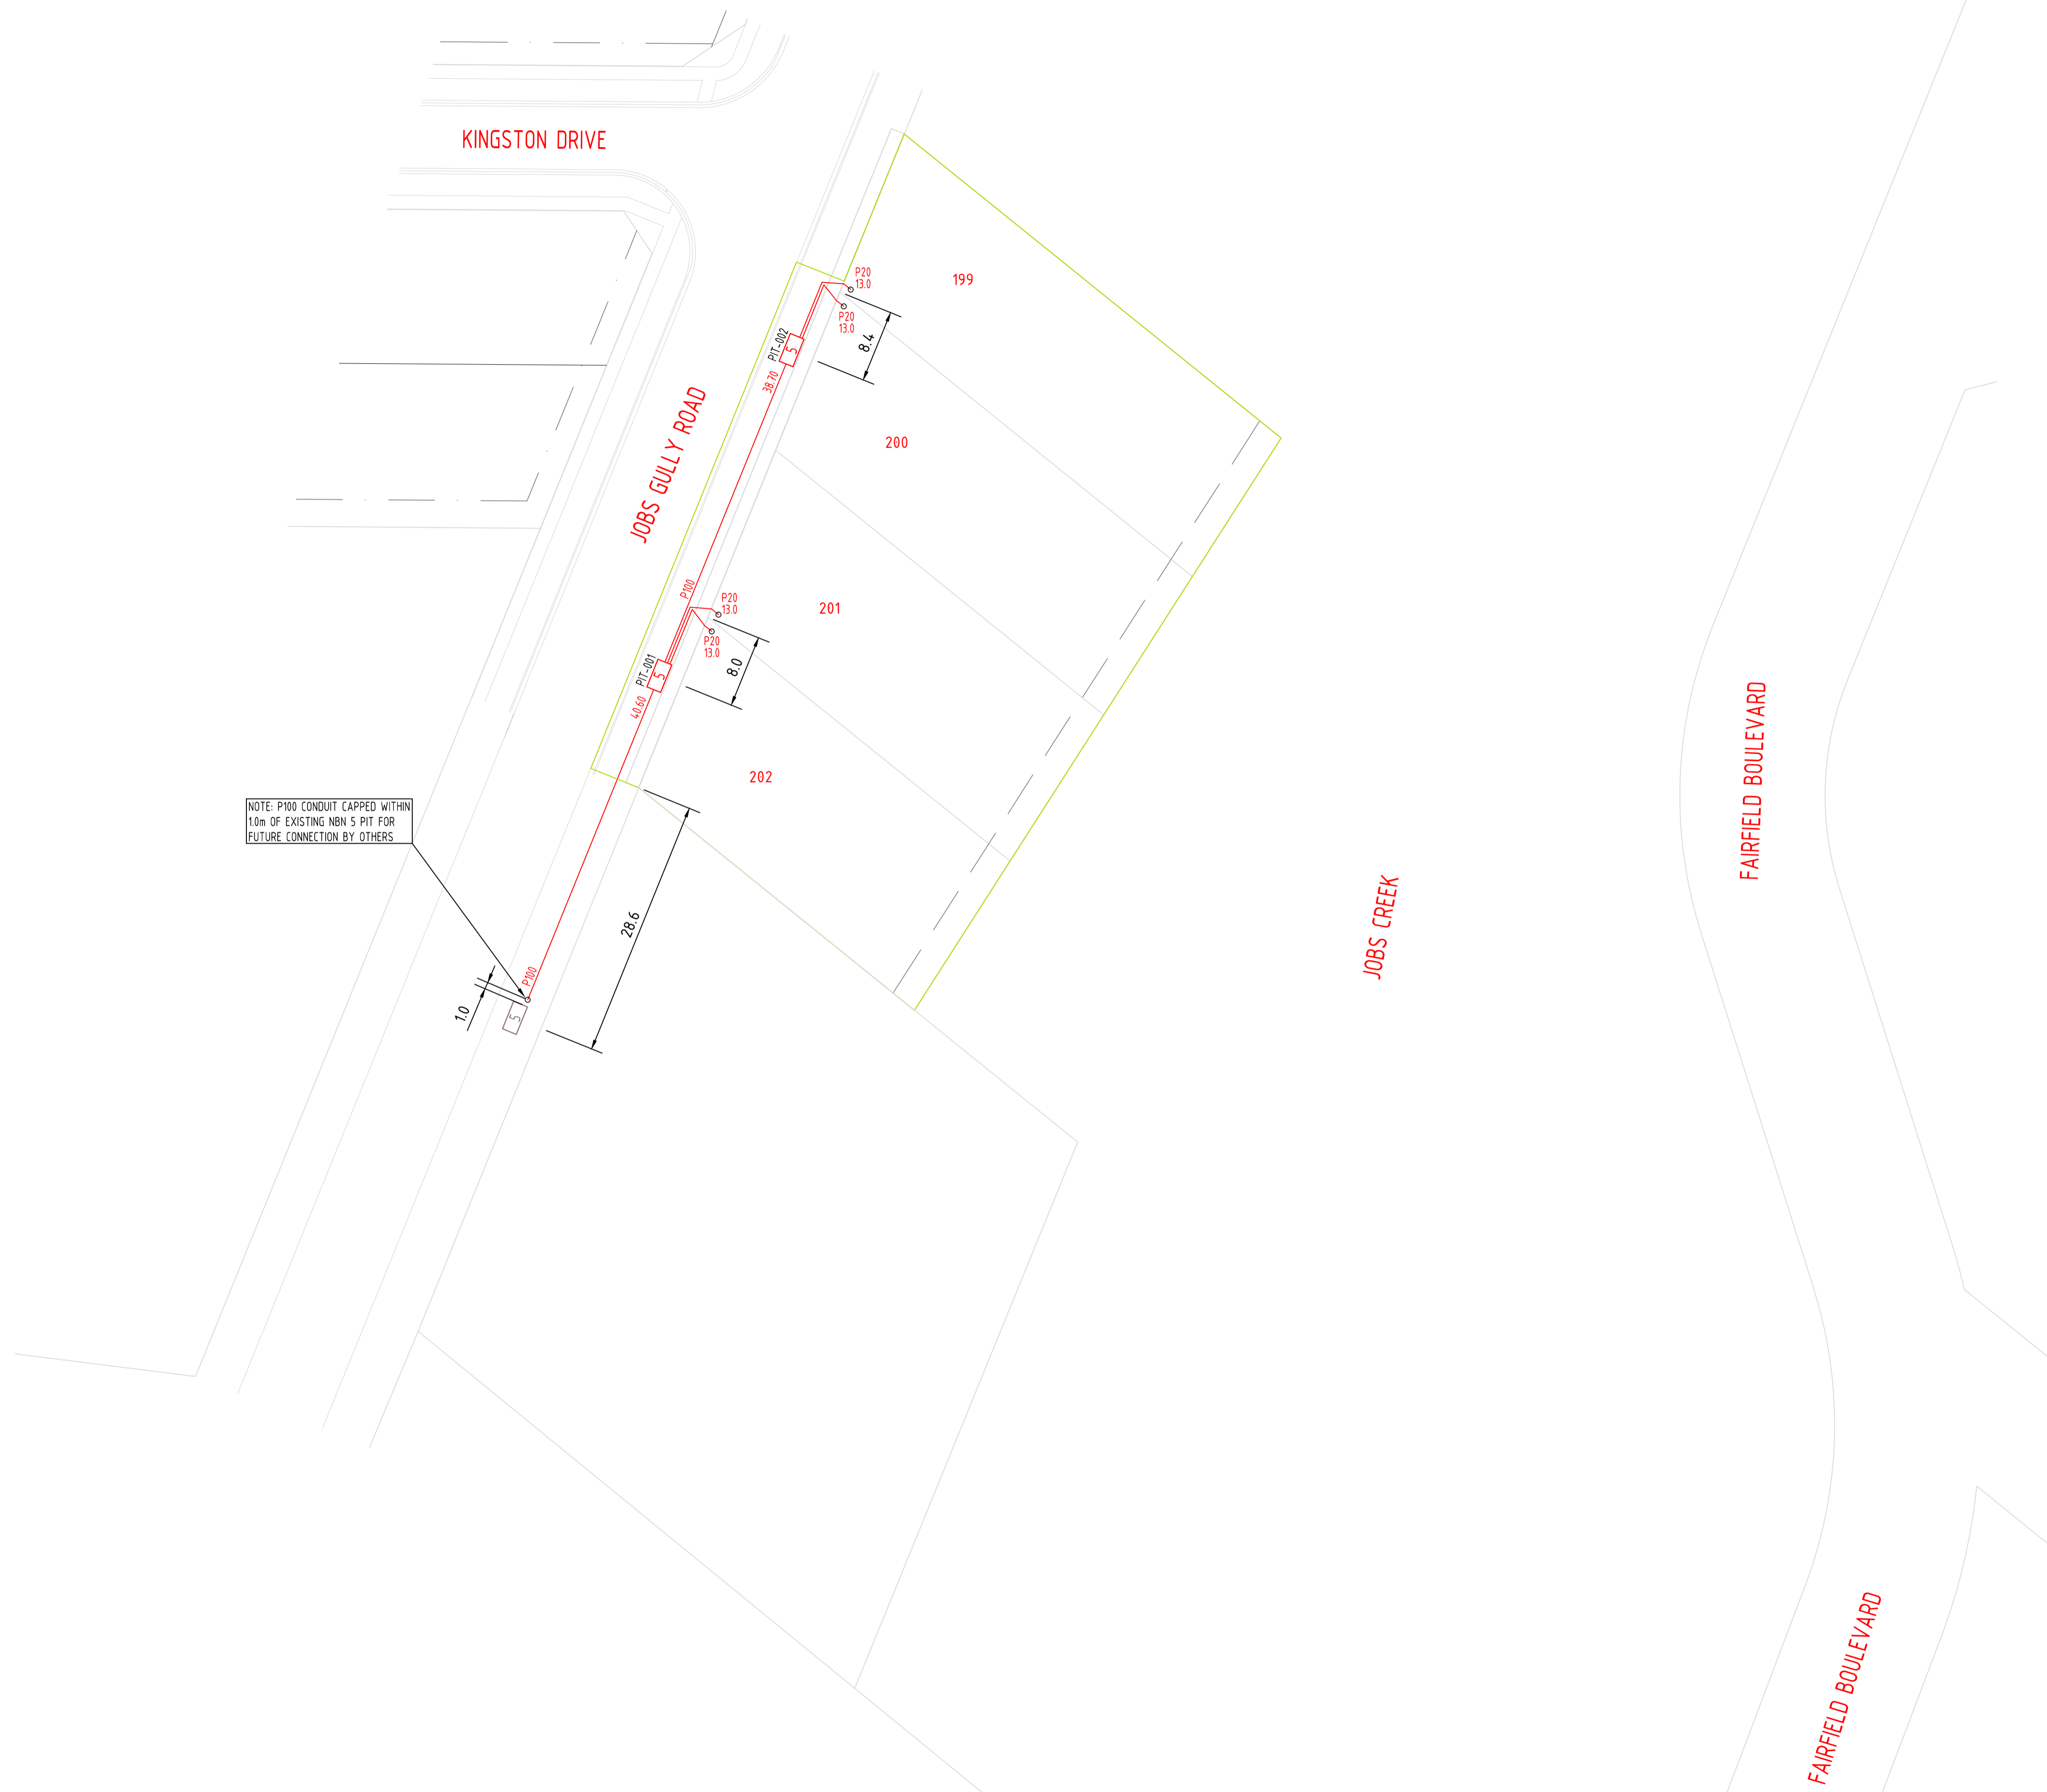 KINGSTON DRIVE
P20
13.0
199
P20
13.0
8.4
PIT-002
5
38.70
JOBS GULLY ROAD
200
P100
P20
13.0
201
P20
13.0
8.0
PIT-001
5
40.60
202
NOTE: P100 CONDUIT CAPPED WITHIN
1.0m OF EXISTING NBN 5 PIT FOR
FUTURE CONNECTION BY OTHERS
28.6
P100
1.0
5
JOBS CREEK
FAIRFIELD BOULEVARD
FAIRFIELD BOULEVARD